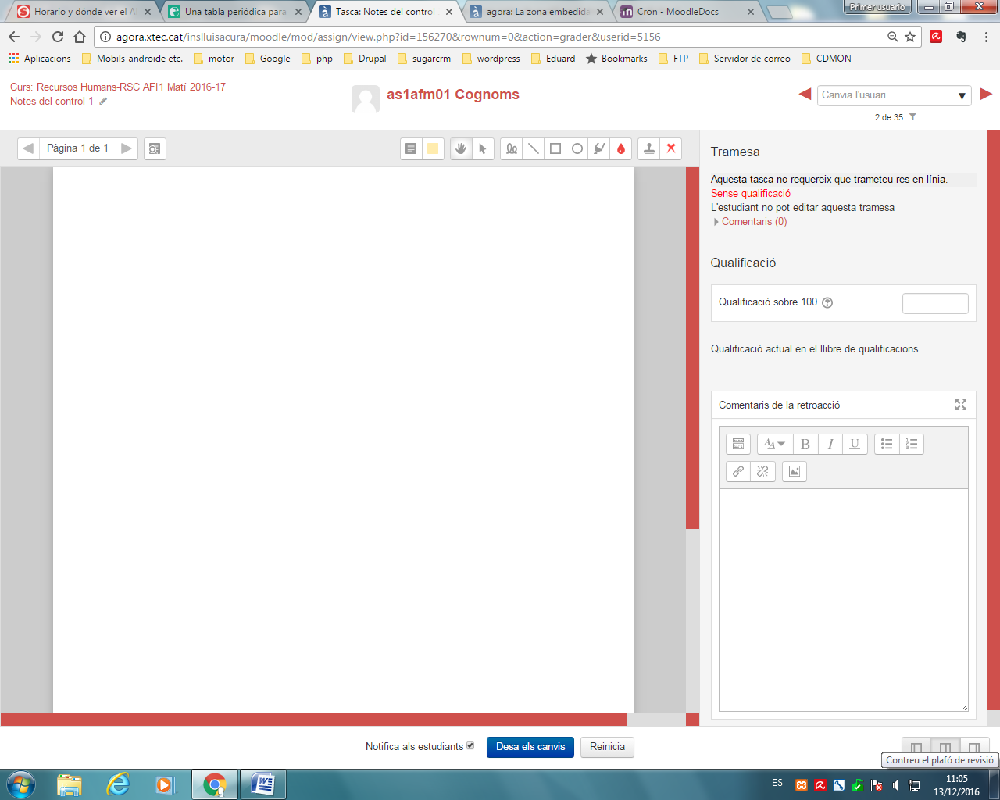 Horario y dónde ver el A
Una tabla periódica para
Tasca: Notes del control
agora: La zona embedida
Cron - MoodleDocs
Primer usuario
agora.xtec.cat/inslluisacura/moodle/mod/assign/view.php?id=156270&rownum=0&action=grader&userid=5156
Aplicacions
Mobils-androide etc.
motor
Google
php
Drupal
sugarcrm
wordpress
Eduard
Bookmarks
FTP
Servidor de correo
CDMON
Curs: Recursos Humans-RSC AFI1 Matí 2016-17
Notes del control 1
as1afm01 Cognoms
Canvia l'usuari
2 de 35
Pàgina 1 de 1
Tramesa
Aquesta tasca no requereix que trameteu res en línia.
Sense qualificació
L'estudiant no pot editar aquesta tramesa
Comentaris (0)
Qualificació
Qualificació sobre 100
Qualificació actual en el llibre de qualificacions
-
Comentaris de la retroacció
B I U
Notifica als estudiants
Desa els canvis
Reinicia
Contreu el plafó de revisió
ES
11:05
13/12/2016